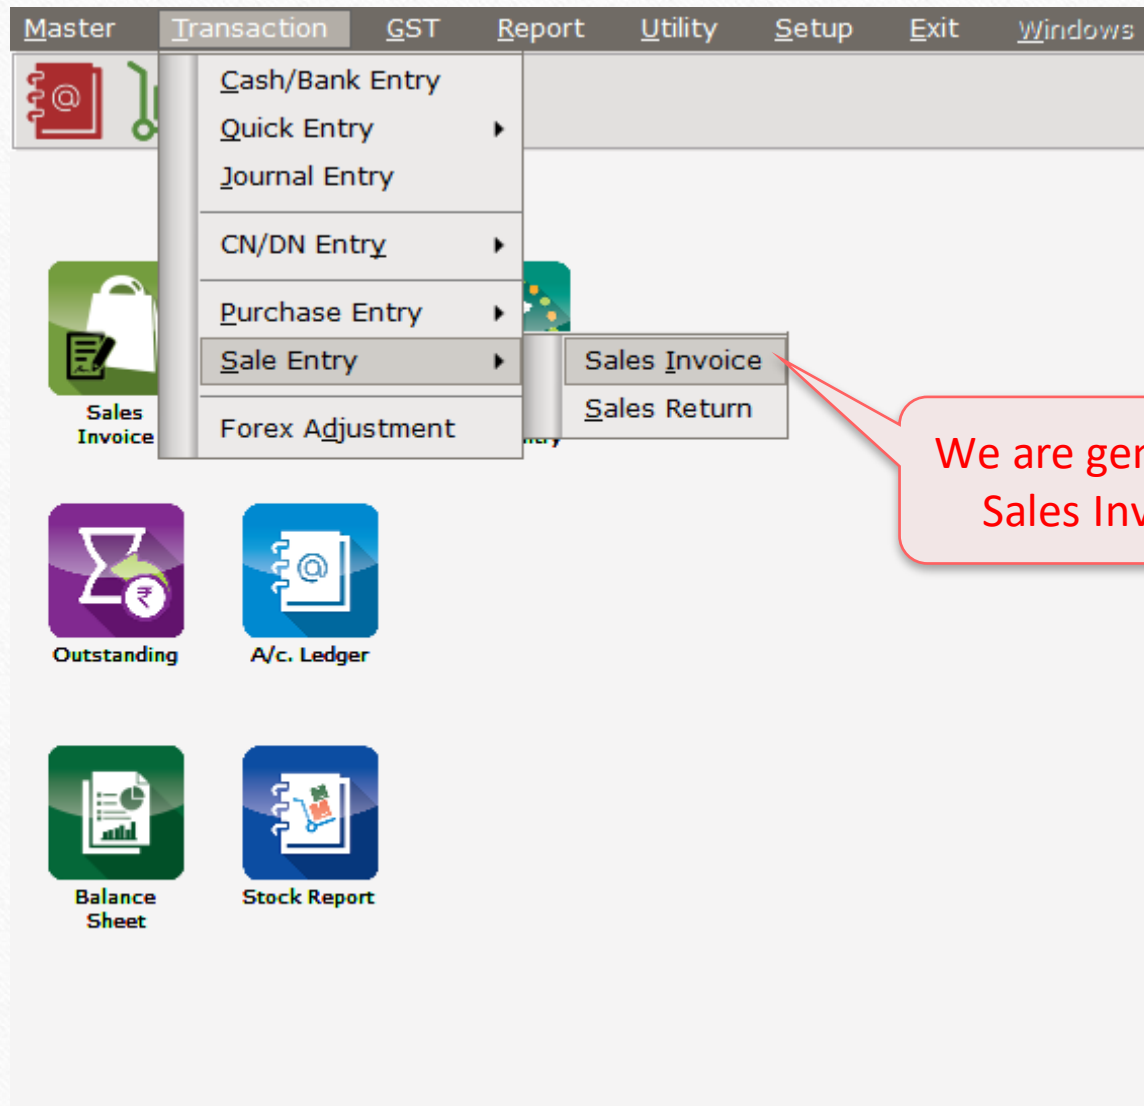 Master Transaction GST Report Utility Setup Exit Windows
Cash/Bank Entry
Quick Entry
Journal Entry
CN/DN Entry
Purchase Entry
Sale Entry
Forex Adjustment
Sales Invoice
Sales Return
We are
Sales
Sales
Invoice
Outstanding
A/c. Ledger
Balance
Sheet
Stock Report